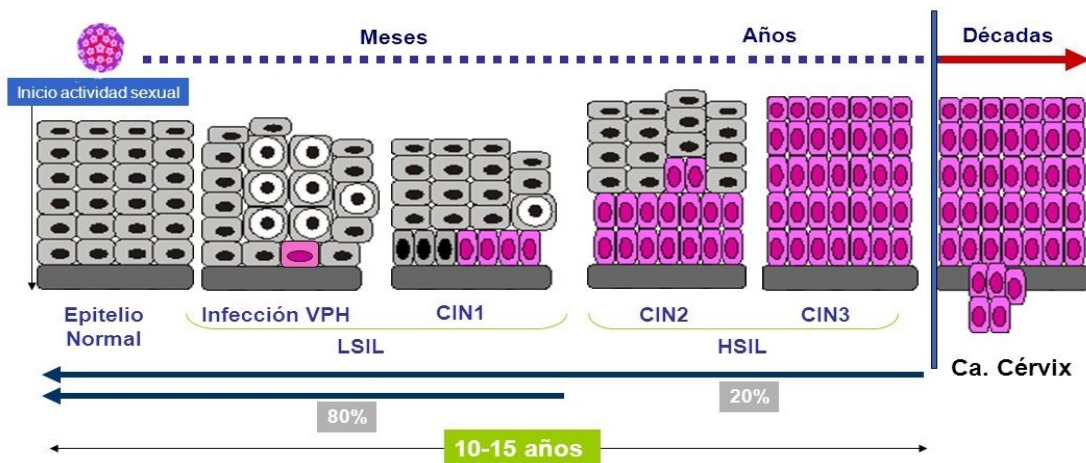 Meses
Años
Décadas
Inicio actividad sexual
Epitelio
Normal
Infección VPH
CIN1
CIN2
CIN3
LSIL
HSIL
Ca. Cérvix
80%
20%
10-15 años